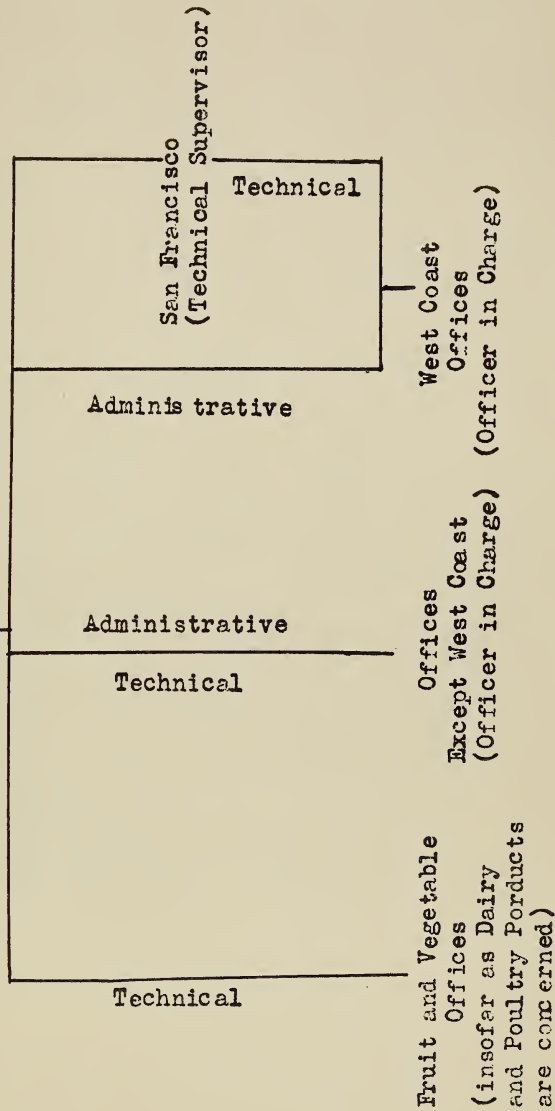 San Francisco
(Technical Supervisor)
Technical
Administrative
West Coast
Offices
(Officer in Charge)
Administrative
Technical
Offices
Except West Coast
(Officer in Charge)
Technical
Fruit and Vegetable
Offices
(insofar as Dairy
and Poultry Porducts
are concerned)